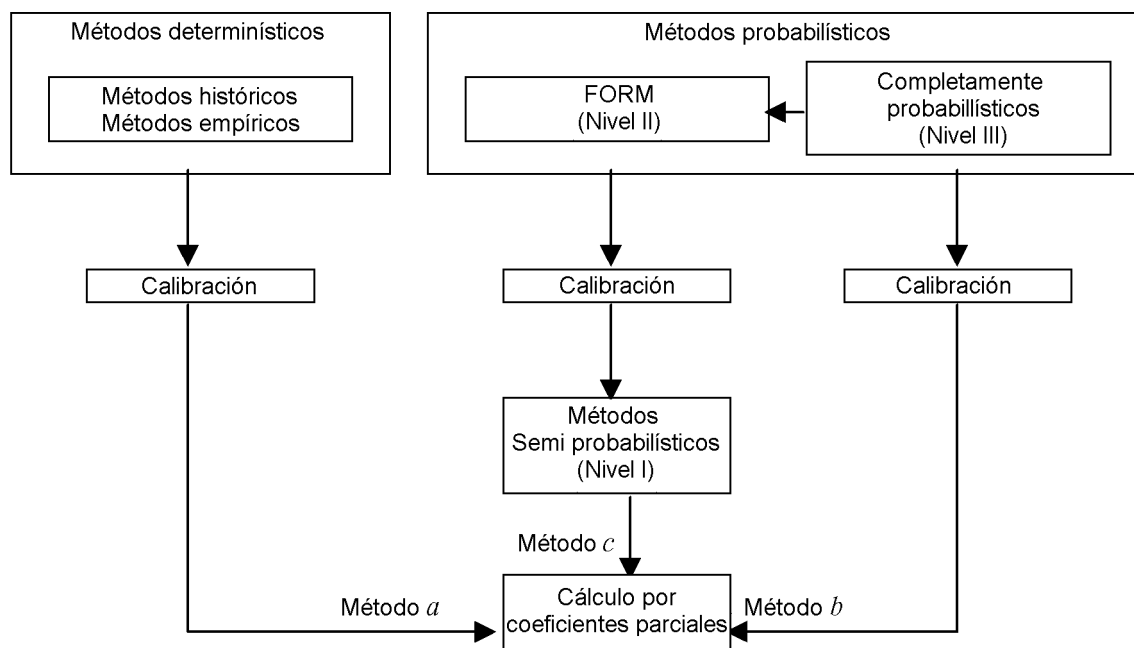 Métodos determinísticos
Métodos históricos
Métodos empíricos
Métodos probabilísticos
FORM
(Nivel II)
Completamente
probabillísticos
(Nivel III)
Calibración
Calibración
Calibración
Métodos
Semi probabilísticos
(Nivel I)
Método c
Método a
Cálculo por
coeficientes parciales
Método b